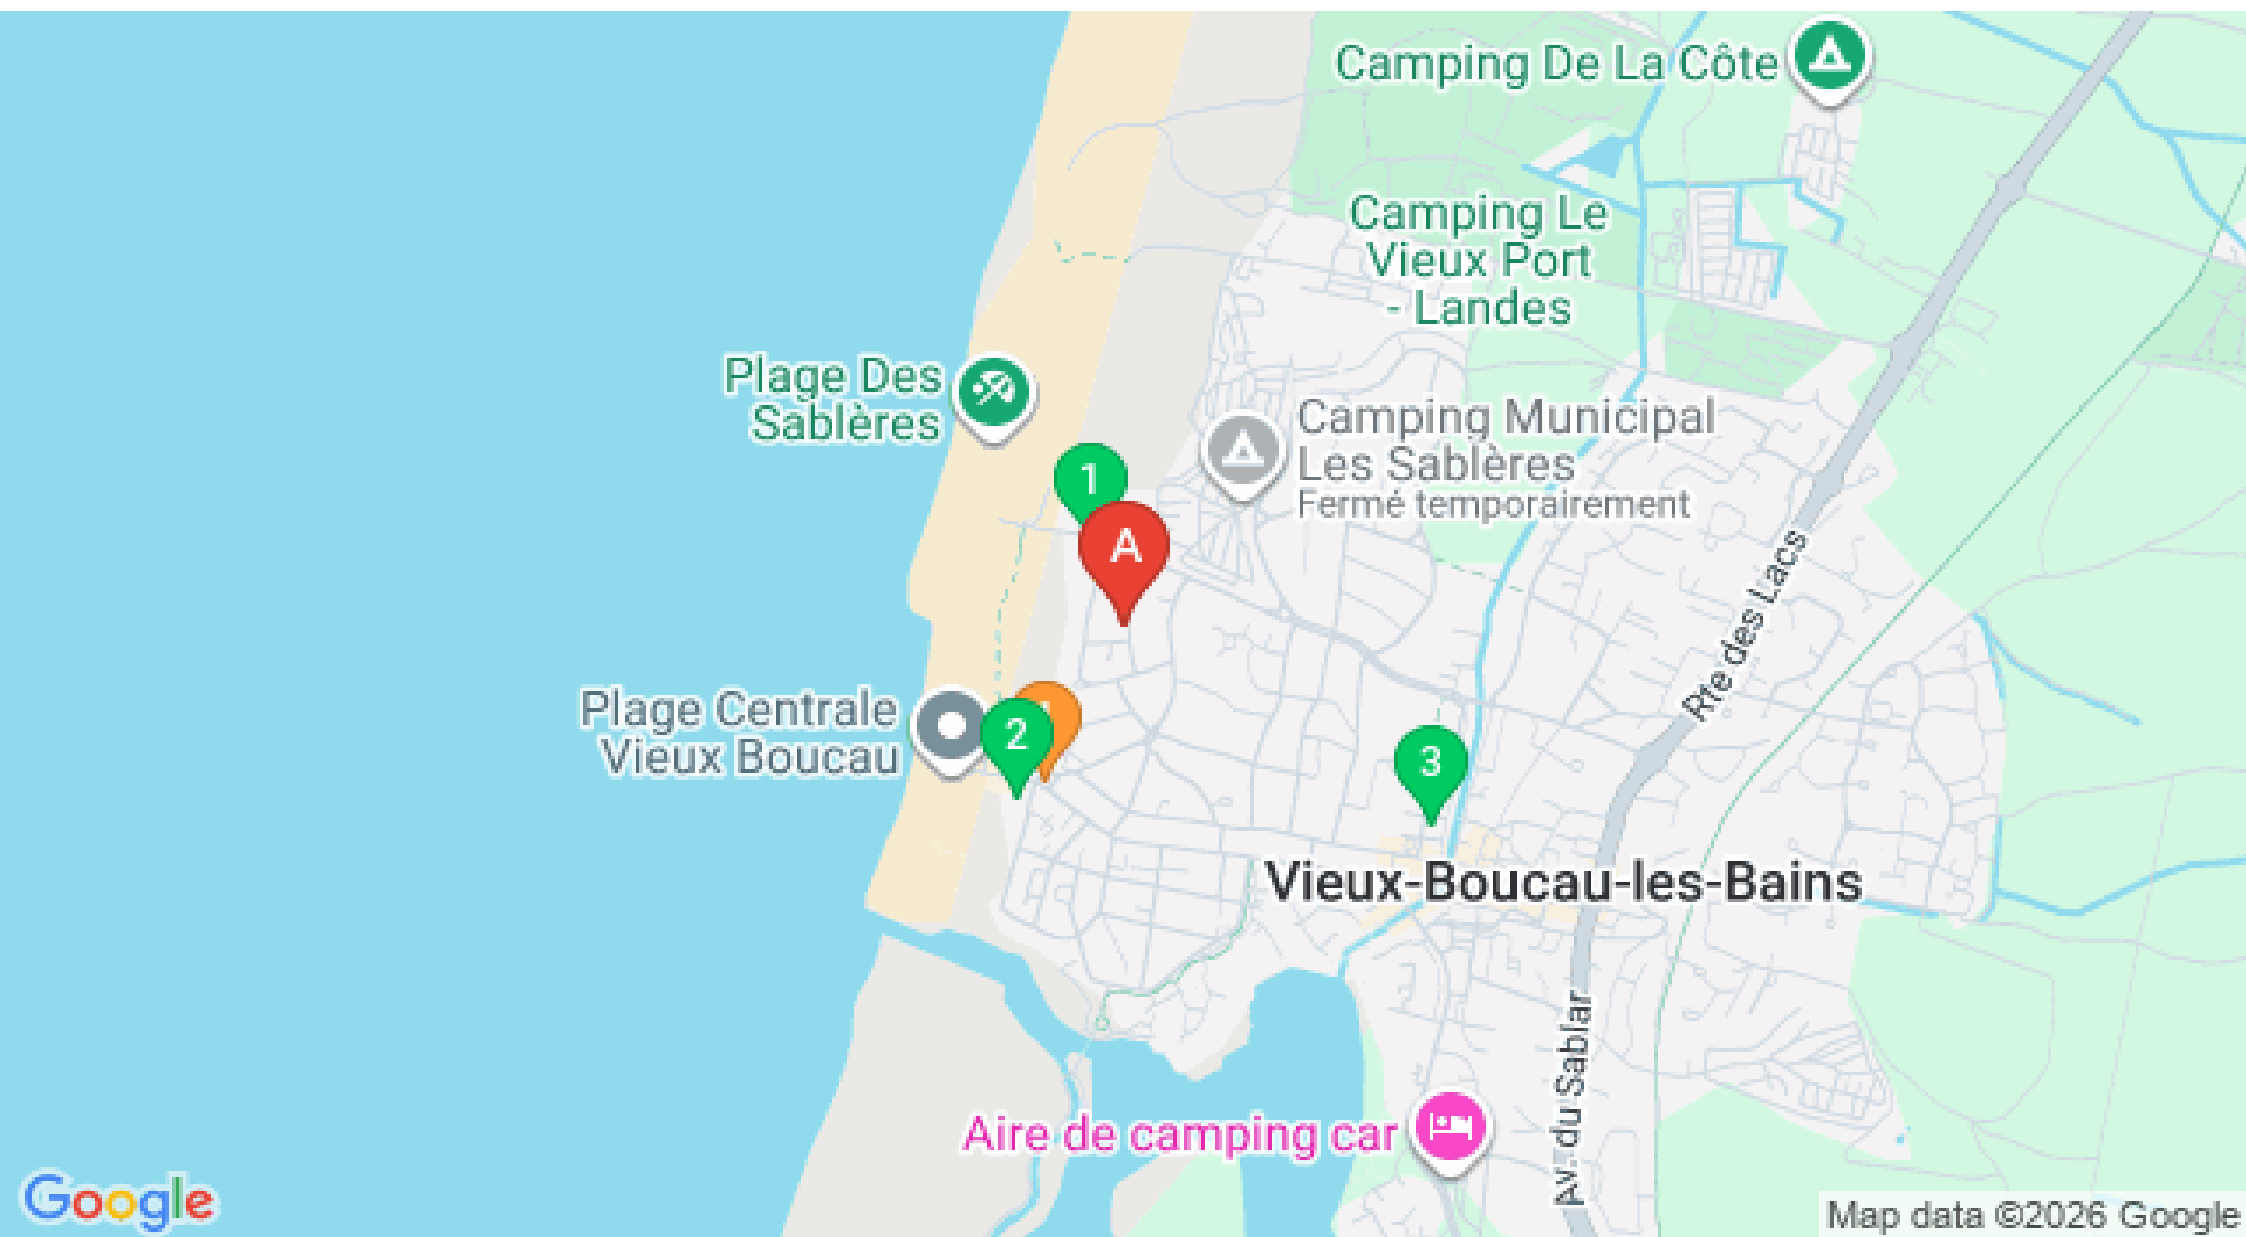 Camping De La Côte
Camping Le
Vieux Port
- Landes
Plage Des
Sablères
Camping Municipal
Les Sablères
Fermé temporairement
1
A
Rte des Lacs
Plage Centrale
Vieux Boucau
2
1
3
Vieux-Boucau-les-Bains
Av. du Sablar
Aire de camping car
Google
Map data ©2026 Google